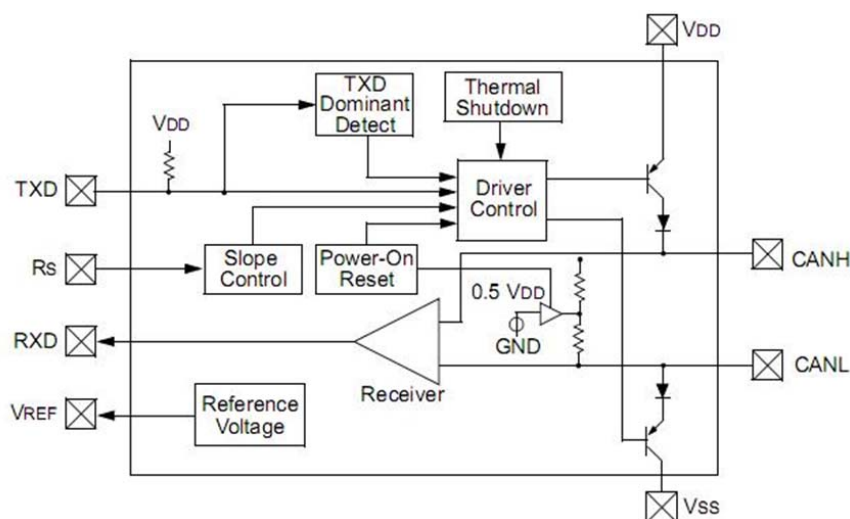 VDD
TXD
Dominant
Detect
Thermal
Shutdown
VDD
TXD
Driver
Control
RS
Slope
Control
Power-On
Reset
CANH
0.5 VDD
RXD
GND
CANL
Receiver
VREF
Reference
Voltage
VSS